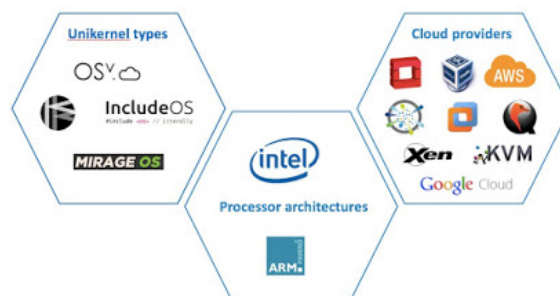 Unikernel types
OSv
IncludeOS
#include <os> // literally
MIRAGE OS
intel
Processor architectures
ARM
Cloud providers
AWS
Xen
KVM
Google Cloud